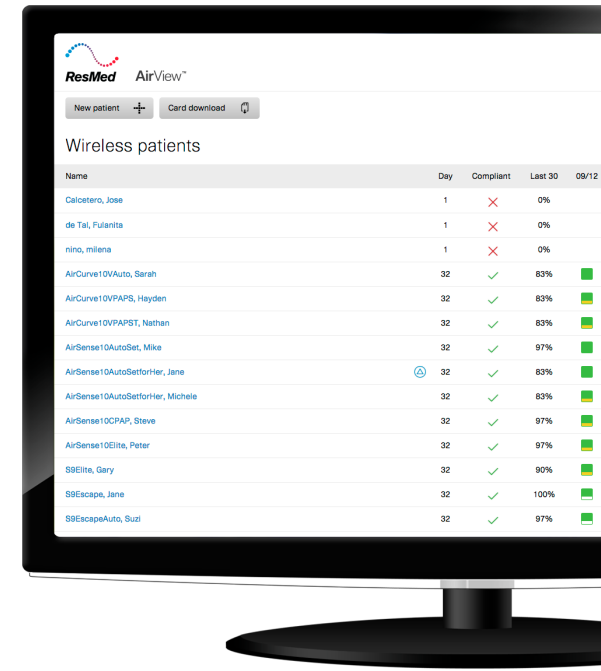 ResMed AirView™
New patient Card download
Wireless patients
Name Day Compliant Last 30 09/12
Calcetero, Jose 1 0%
de Tal, Fulanita 1 0%
nino, milena 1 0%
AirCurve10VAuto, Sarah 32 83%
AirCurve10VPAPS, Hayden 32 83%
AirCurve10VPAPST, Nathan 32 83%
AirSense10AutoSet, Mike 32 97%
AirSense10AutoSetforHer, Jane 32 83%
AirSense10AutoSetforHer, Michele 32 83%
AirSense10CPAP, Steve 32 97%
AirSense10Elite, Peter 32 97%
S9Elite, Gary 32 90%
S9Escape, Jane 32 100%
S9EscapeAuto, Suzi 32 97%